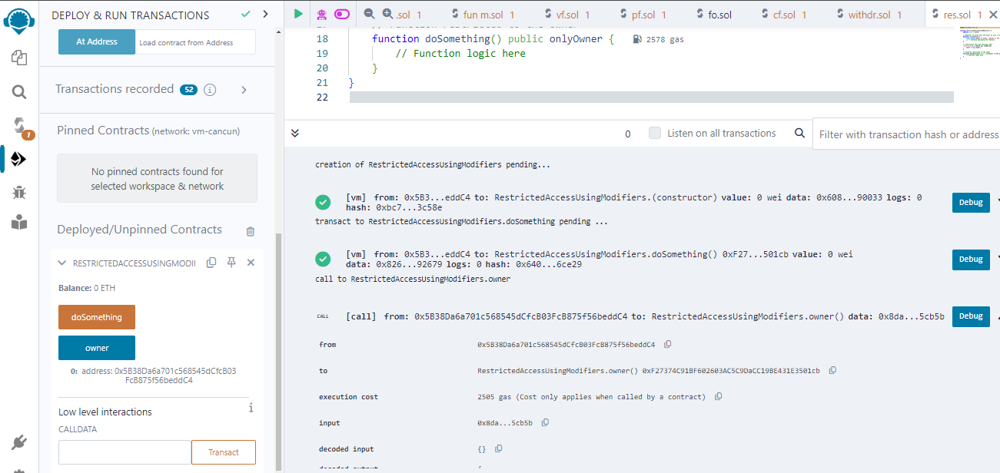 DEPLOY & RUN TRANSACTIONS
At Address
Load contract from Address
Transactions recorded 52 i
Pinned Contracts (network: vm-cancun)
No pinned contracts found for
selected workspace & network
Deployed/Unpinned Contracts
RESTRICTEDACCESSUSINGMODII
Balance: 0 ETH
doSomething
owner
0: address: 0x5B38Da6a701c568545dCfcB03
FcB875f56beddC4
Low level interactions
i
CALLDATA
Transact
1
.sol 1
fun m.sol 1
vf.sol 1
pf.sol 1
fo.sol
cf.sol 1
withdr.sol 1
res.sol 1
18 function doSomething() public onlyOwner { 2578 gas
19 // Function logic here
20 }
21 }
22
0
Listen on all transactions
Filter with transaction hash or address
creation of RestrictedAccessUsingModifiers pending...
[vm] from: 0x5B3...eddC4 to: RestrictedAccessUsingModifiers.(constructor) value: 0 wei data: 0x608...90033 logs: 0
hash: 0xbc7...3c58e
Debug
transact to RestrictedAccessUsingModifiers.doSomething pending ...
[vm] from: 0x5B3...eddC4 to: RestrictedAccessUsingModifiers.doSomething() 0xF27...501cb value: 0 wei
data: 0x826...92679 logs: 0 hash: 0x640...6ce29
Debug
call to RestrictedAccessUsingModifiers.owner
CALL [call] from: 0x5B38Da6a701c568545dCfcB03FcB875f56beddC4 to: RestrictedAccessUsingModifiers.owner() data: 0x8da...5cb5b
Debug
from 0x5B38Da6a701c568545dCfcB03FcB875f56beddC4
to RestrictedAccessUsingModifiers.owner() 0xF27374C91BF602603AC5C9DaCC19BE431E3501cb
execution cost 2505 gas (Cost only applies when called by a contract)
input 0x8da...5cb5b
decoded input {}
decoded output {